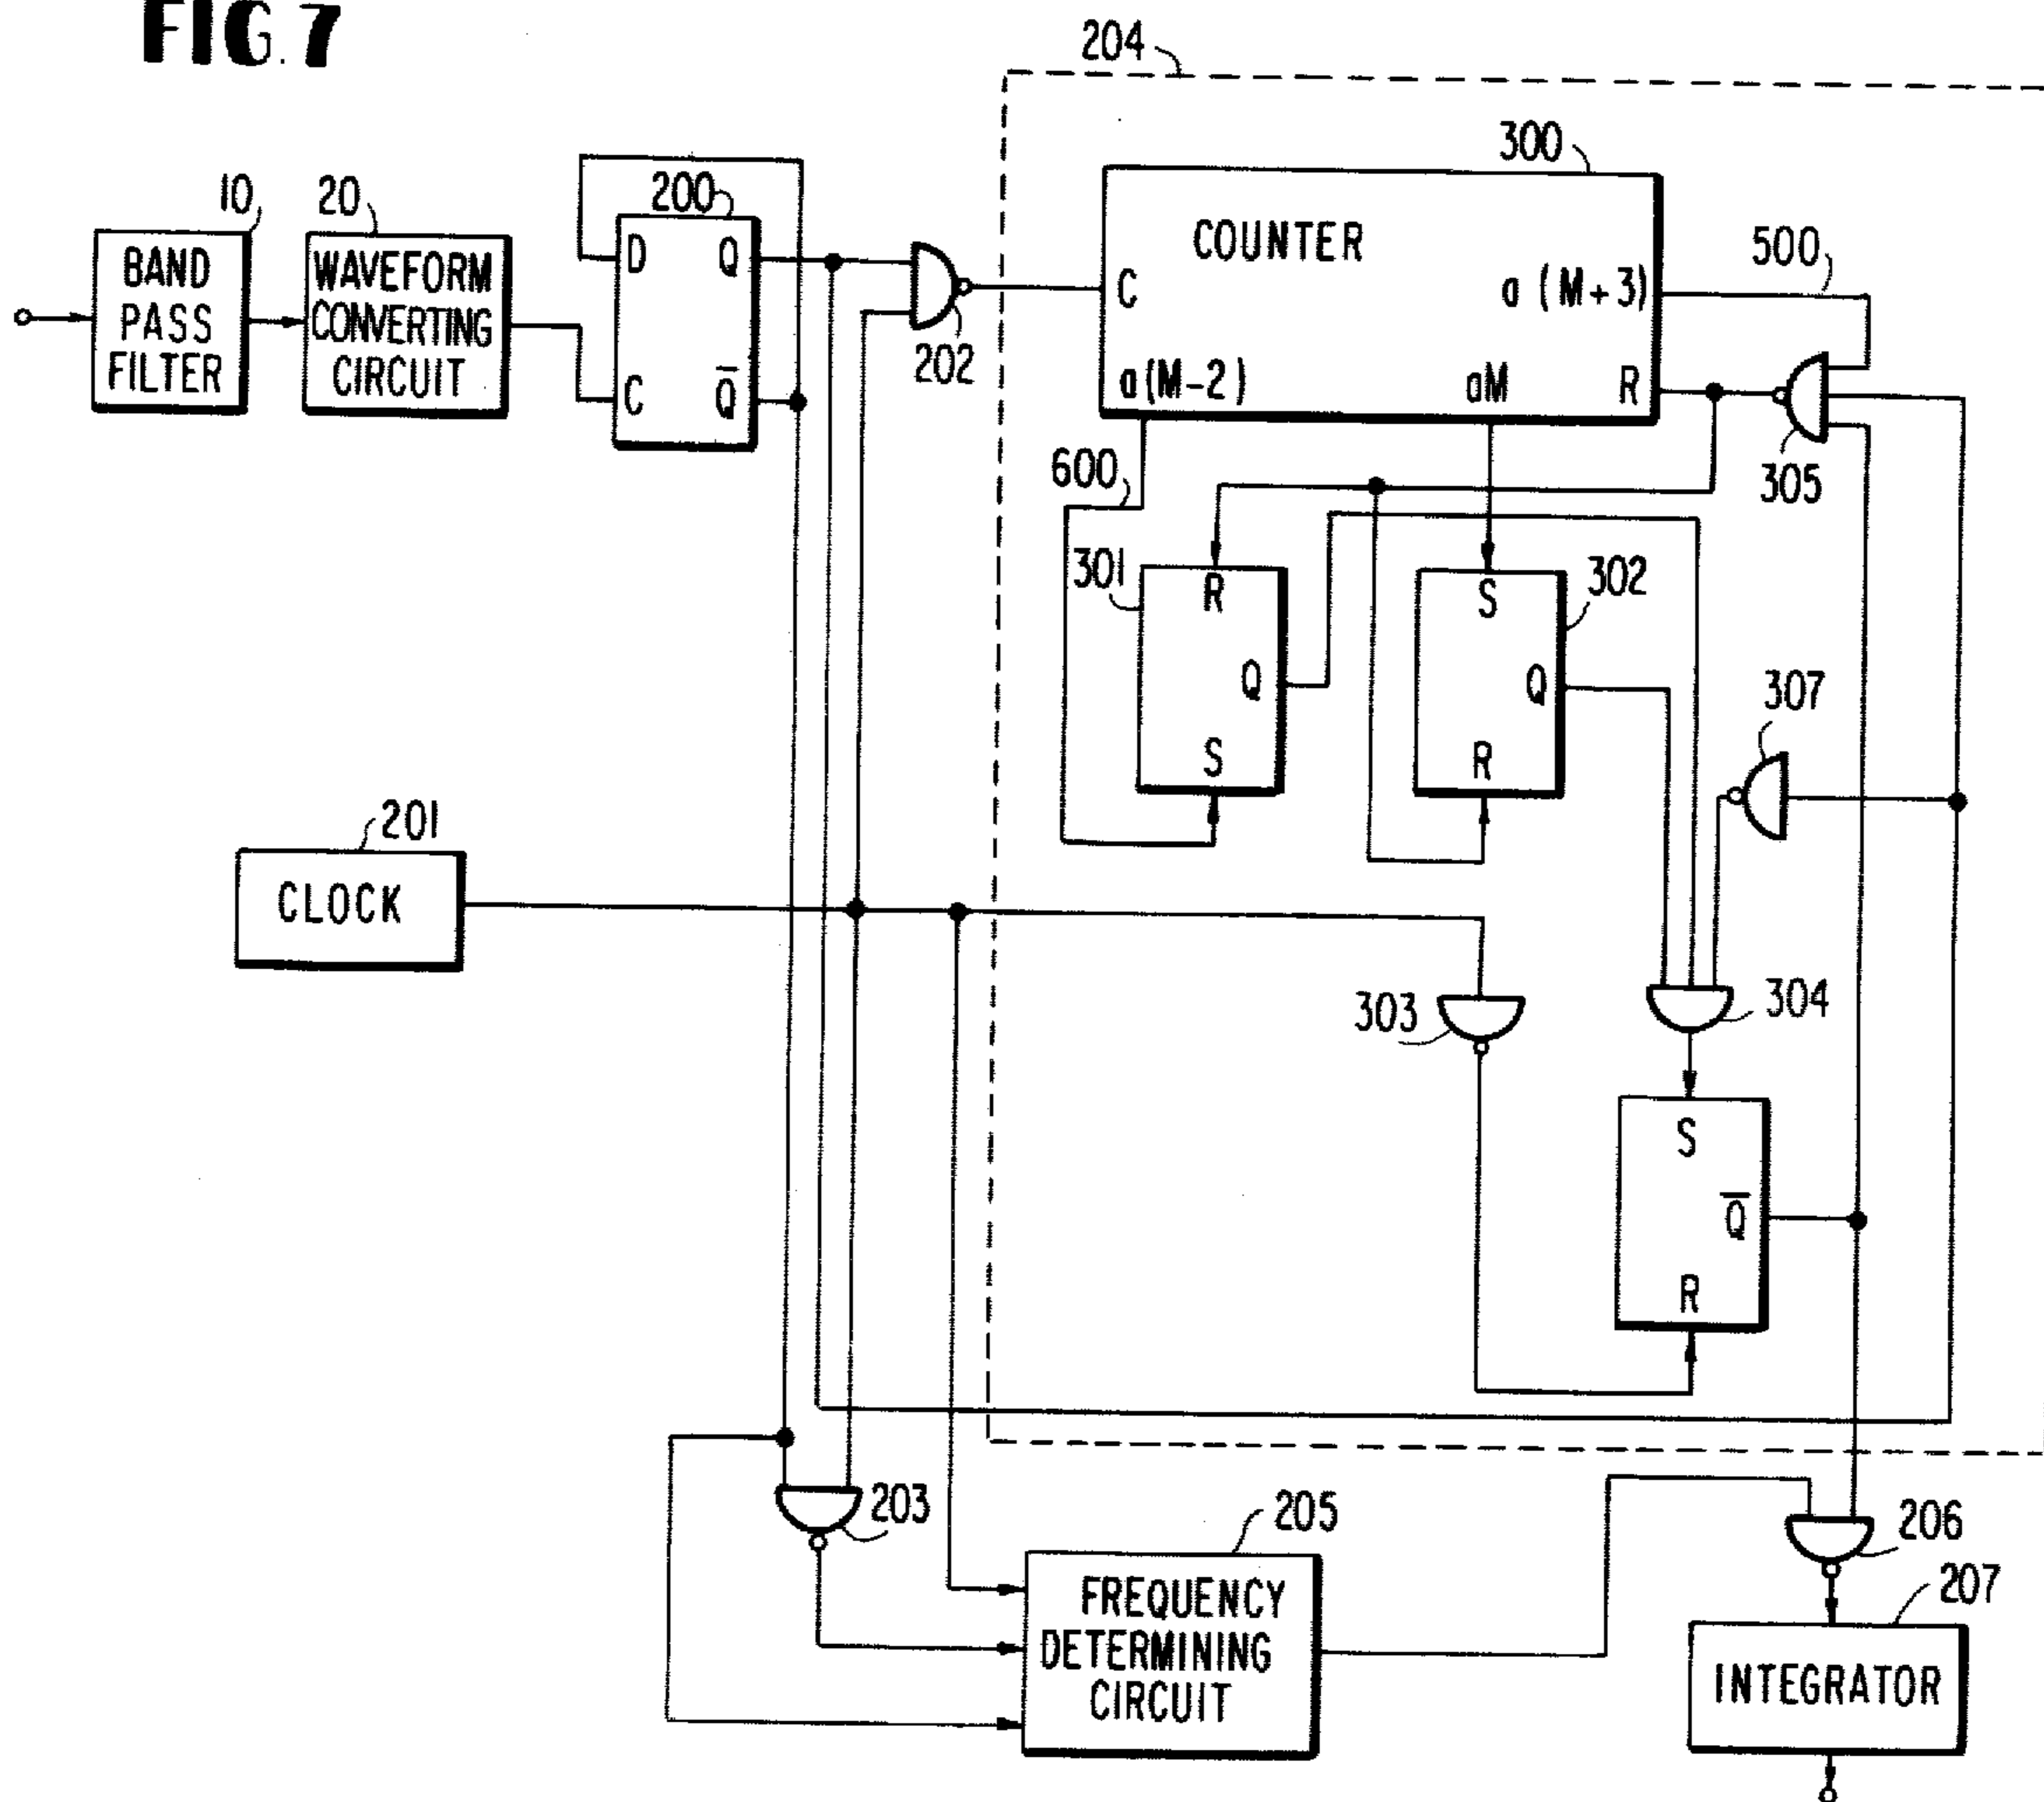 FIG. 7
204
300
10
20
200
500
BAND
PASS
FILTER
WAVEFORM
CONVERTING
CIRCUIT
D
Q
C
Q̅
202
COUNTER
C
a (M+3)
a(M-2)
aM
R
305
600
301
R
Q
S
302
S
Q
R
307
201
CLOCK
303
304
S
Q̅
R
203
205
206
207
FREQUENCY
DETERMINING
CIRCUIT
INTEGRATOR